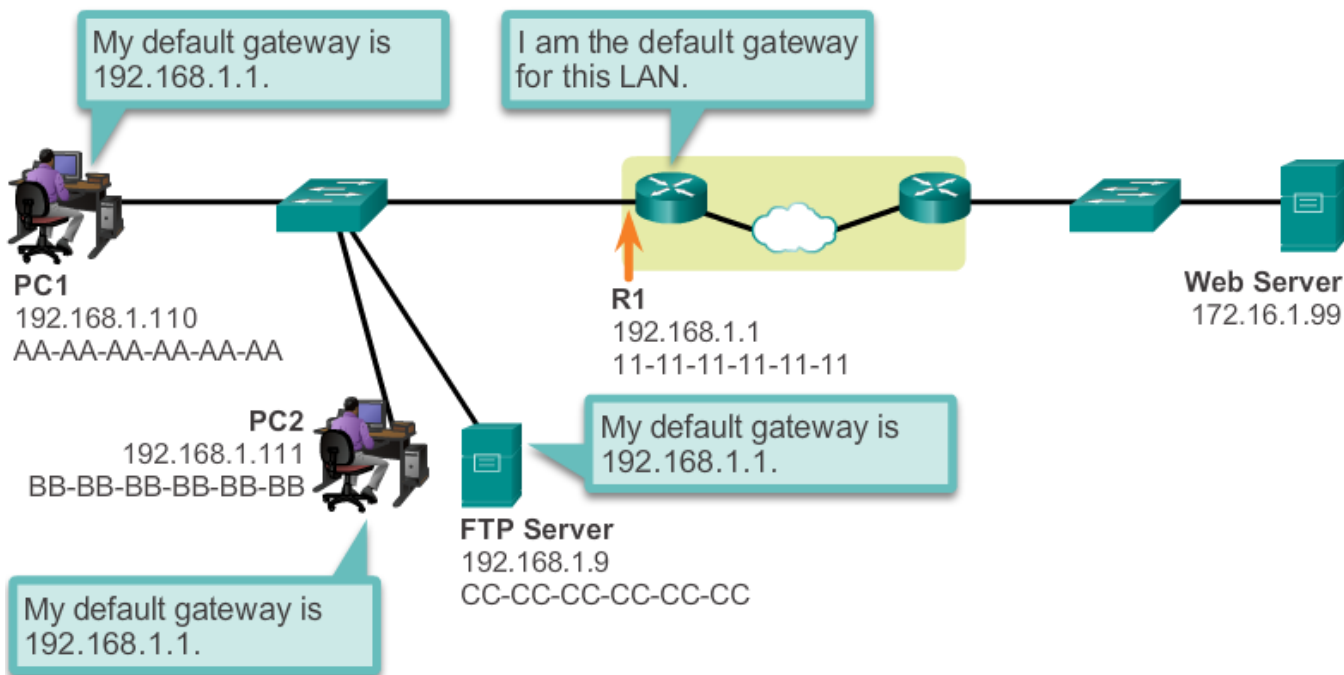 My default gateway is
192.168.1.1.
I am the default gateway
for this LAN.
PC1
192.168.1.110
AA-AA-AA-AA-AA-AA
R1
192.168.1.1
11-11-11-11-11-11
Web Server
172.16.1.99
PC2
192.168.1.111
BB-BB-BB-BB-BB-BB
My default gateway is
192.168.1.1.
FTP Server
192.168.1.9
CC-CC-CC-CC-CC-CC
My default gateway is
192.168.1.1.